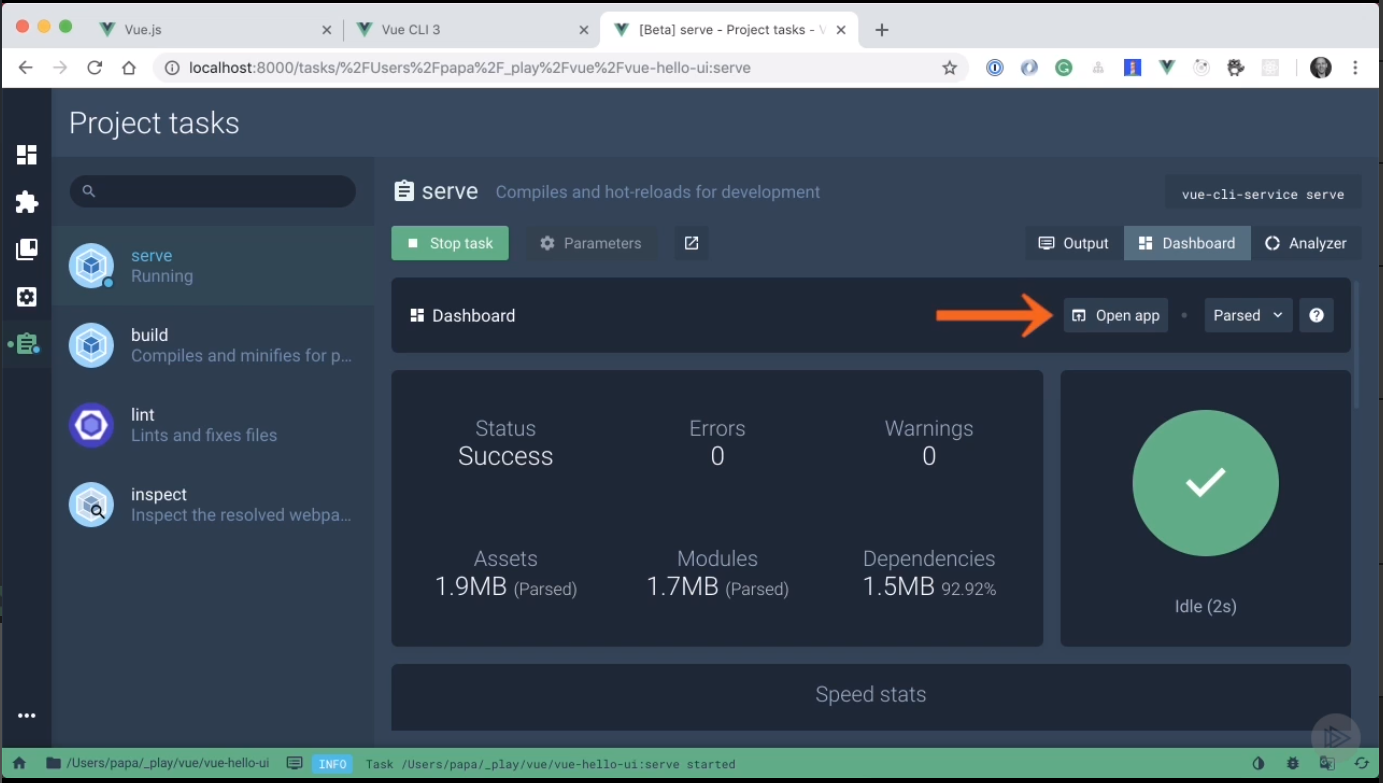 Vue.js
Vue CLI 3
[Beta] serve - Project tasks - V
localhost:8000/tasks/%2FUsers%2Fpapa%2F_play%2Fvue%2Fvue-hello-ui:serve
Project tasks
serve
Running
build
Compiles and minifies for p...
lint
Lints and fixes files
inspect
Inspect the resolved webpa...
serve Compiles and hot-reloads for development
vue-cli-service serve
Stop task Parameters
Output Dashboard Analyzer
Dashboard
Open app Parsed ?
Status Errors Warnings
Success 0 0
Assets Modules Dependencies
1.9MB (Parsed) 1.7MB (Parsed) 1.5MB 92.92%
Idle (2s)
Speed stats
/Users/papa/_play/vue/vue-hello-ui INFO Task /Users/papa/_play/vue/vue-hello-ui:serve started